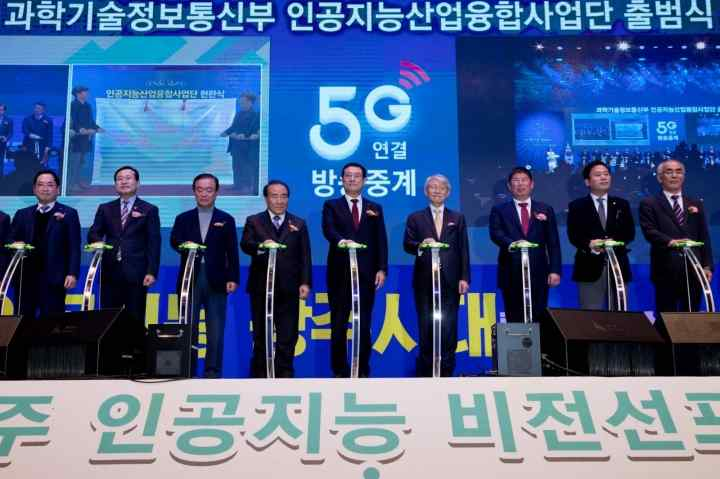 과학기술정보통신부 인공지능산업융합사업단 출범식
인공지능산업융합사업단 현판식
5G
연결
방송중계
과학기술정보통신부 인공지능산업융합사업단
5G
주 인공지능 비전선포